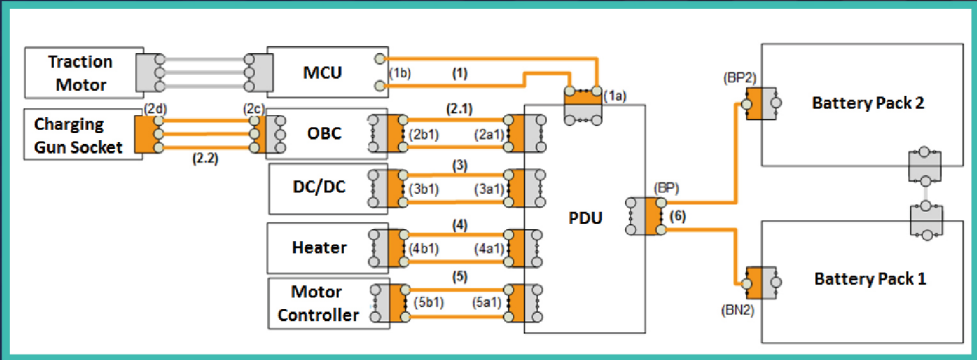 Traction
Motor
MCU
(1b)
(1)
(1a)
(BP2)
Battery Pack 2
(2d)
(2c)
Charging
Gun Socket
(2.2)
OBC
(2b1)
(2.1)
(2a1)
DC/DC
(3b1)
(3)
(3a1)
PDU
(BP)
(6)
Heater
(4b1)
(4)
(4a1)
Motor
Controller
(5b1)
(5)
(5a1)
(BN2)
Battery Pack 1